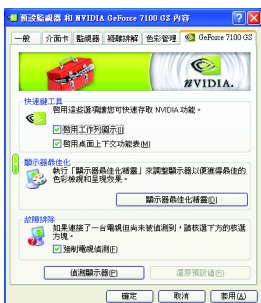 預設監視器 和 NVIDIA GeForce 7100 GS 內容
一般 介面卡 監視器 疑難排解 色彩管理 GeForce 7100 GS
NVIDIA.
快速鍵工具
啓用這些選項讓您可快速存取 NVIDIA 功能。
啓用工作列圖示(I)
啓用桌面上下文功能表(M)
顯示器最佳化
執行「顯示器最佳化精靈」來調整顯示器以便獲得最佳的
色彩檢視和呈現效果。
顯示器最佳化精靈(O)
故障排除
如果連接了一台電視但尚未被偵測到，請核選下方的核選
方塊。
強制電視偵測(F)
偵測顯示器(E)
還原預設值(R)
確定 取消 套用(A)